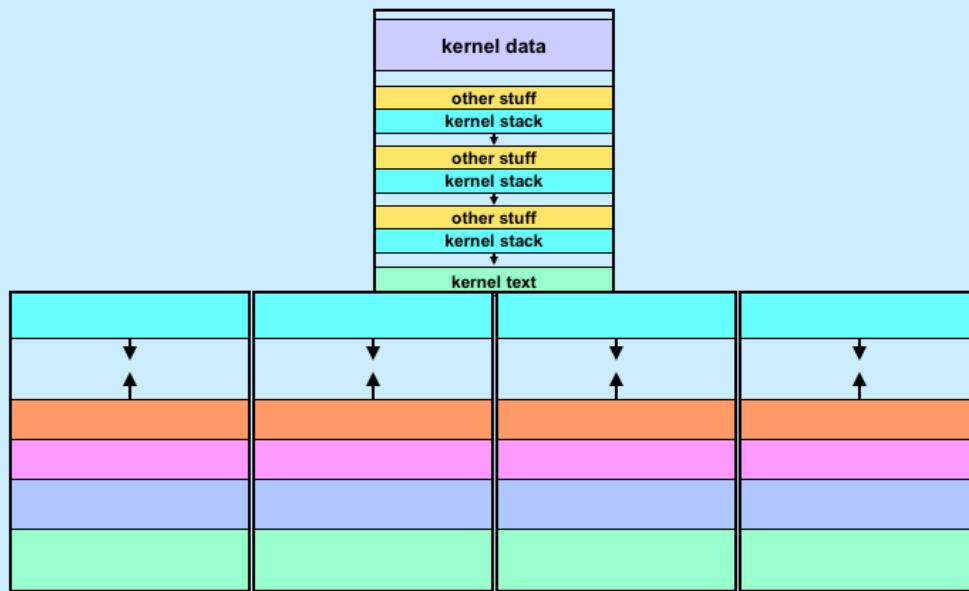 kernel data
other stuff
kernel stack
other stuff
kernel stack
other stuff
kernel stack
kernel text